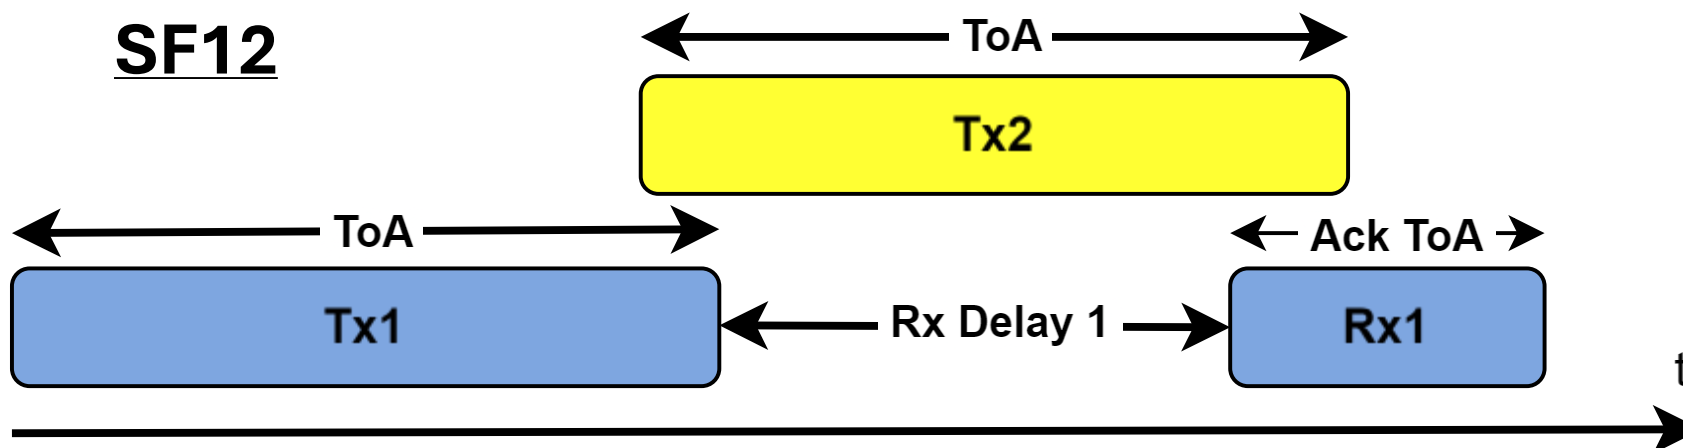 SF12
ToA
Tx2
ToA
Ack ToA
Tx1
Rx Delay 1
Rx1
t